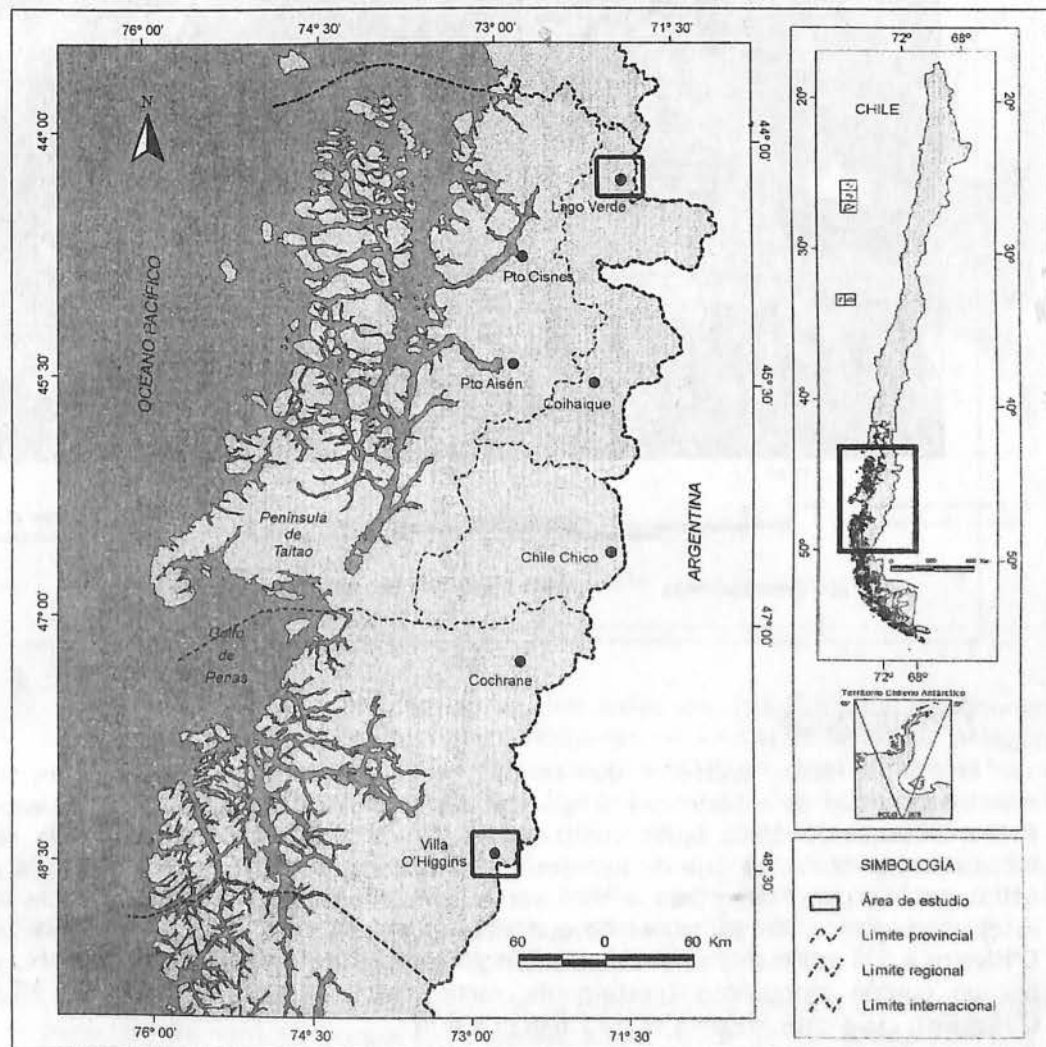 76° 00'
74° 30'
73° 00'
71° 30'
N
44° 00'
44° 00'
Lago Verde
Pto Cisnes
OCEANO PACIFICO
45° 30'
45° 30'
Pto Aisén
Coihaique
Península
de
Taitao
ARGENTINA
Chile Chico
47° 00'
47° 00'
Golfo
de
Penas
Cochrane
Villa
O'Higgins
48° 30'
48° 30'
60
0
60 Km
76° 00'
74° 30'
73° 00'
71° 30'
72°
68°
20°
20°
CHILE
30°
30°
40°
40°
50°
50°
0
72°
68°
Territorio Chileno Antártico
SIMBOLOGÍA
Área de estudio
Limite provincial
Limite regional
Limite internacional